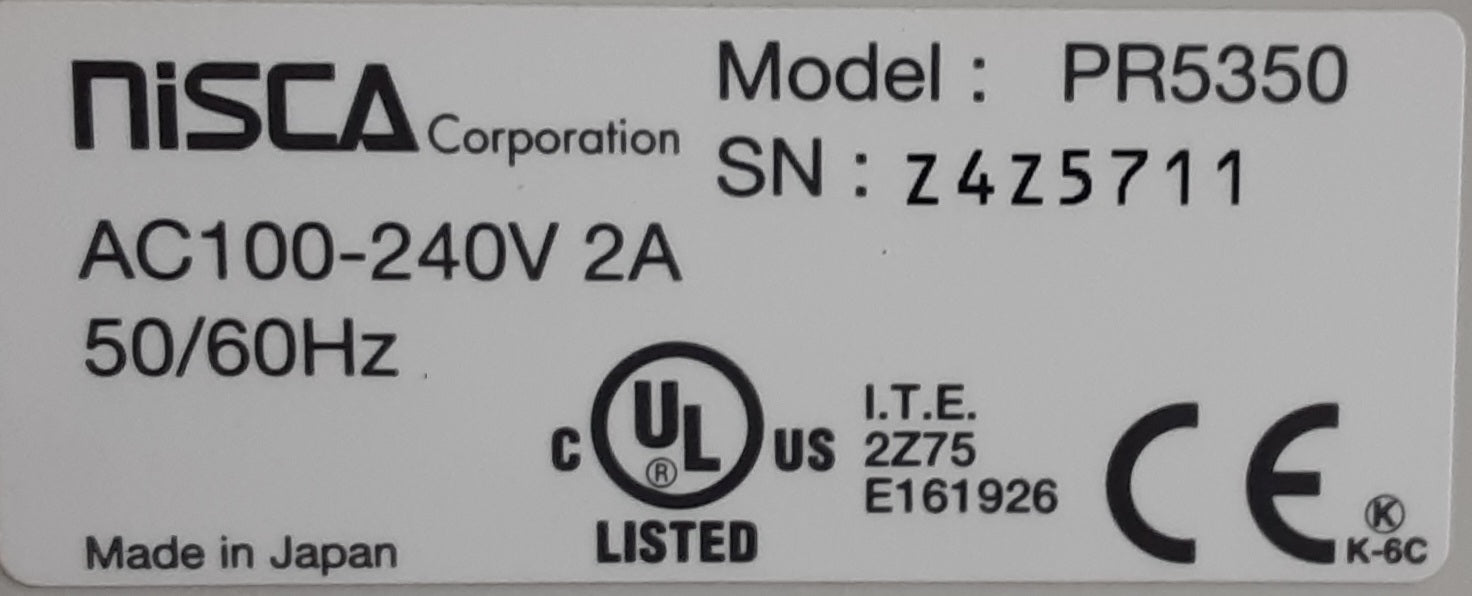 NiSCA Corporation
Model : PR5350
SN : Z4Z5711
AC100-240V 2A
50/60Hz
C UL ® US
LISTED
I.T.E.
2Z75
E161926
CE
K
K-6C
Made in Japan